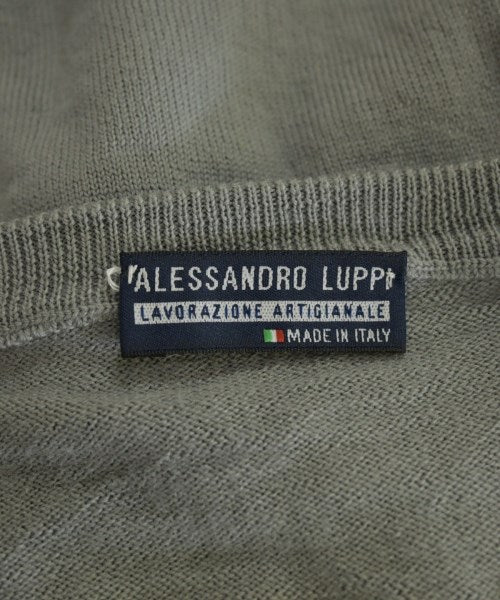 ALESSANDRO LUPPI
LAVORAZIONE ARTIGIANALE
MADE IN ITALY